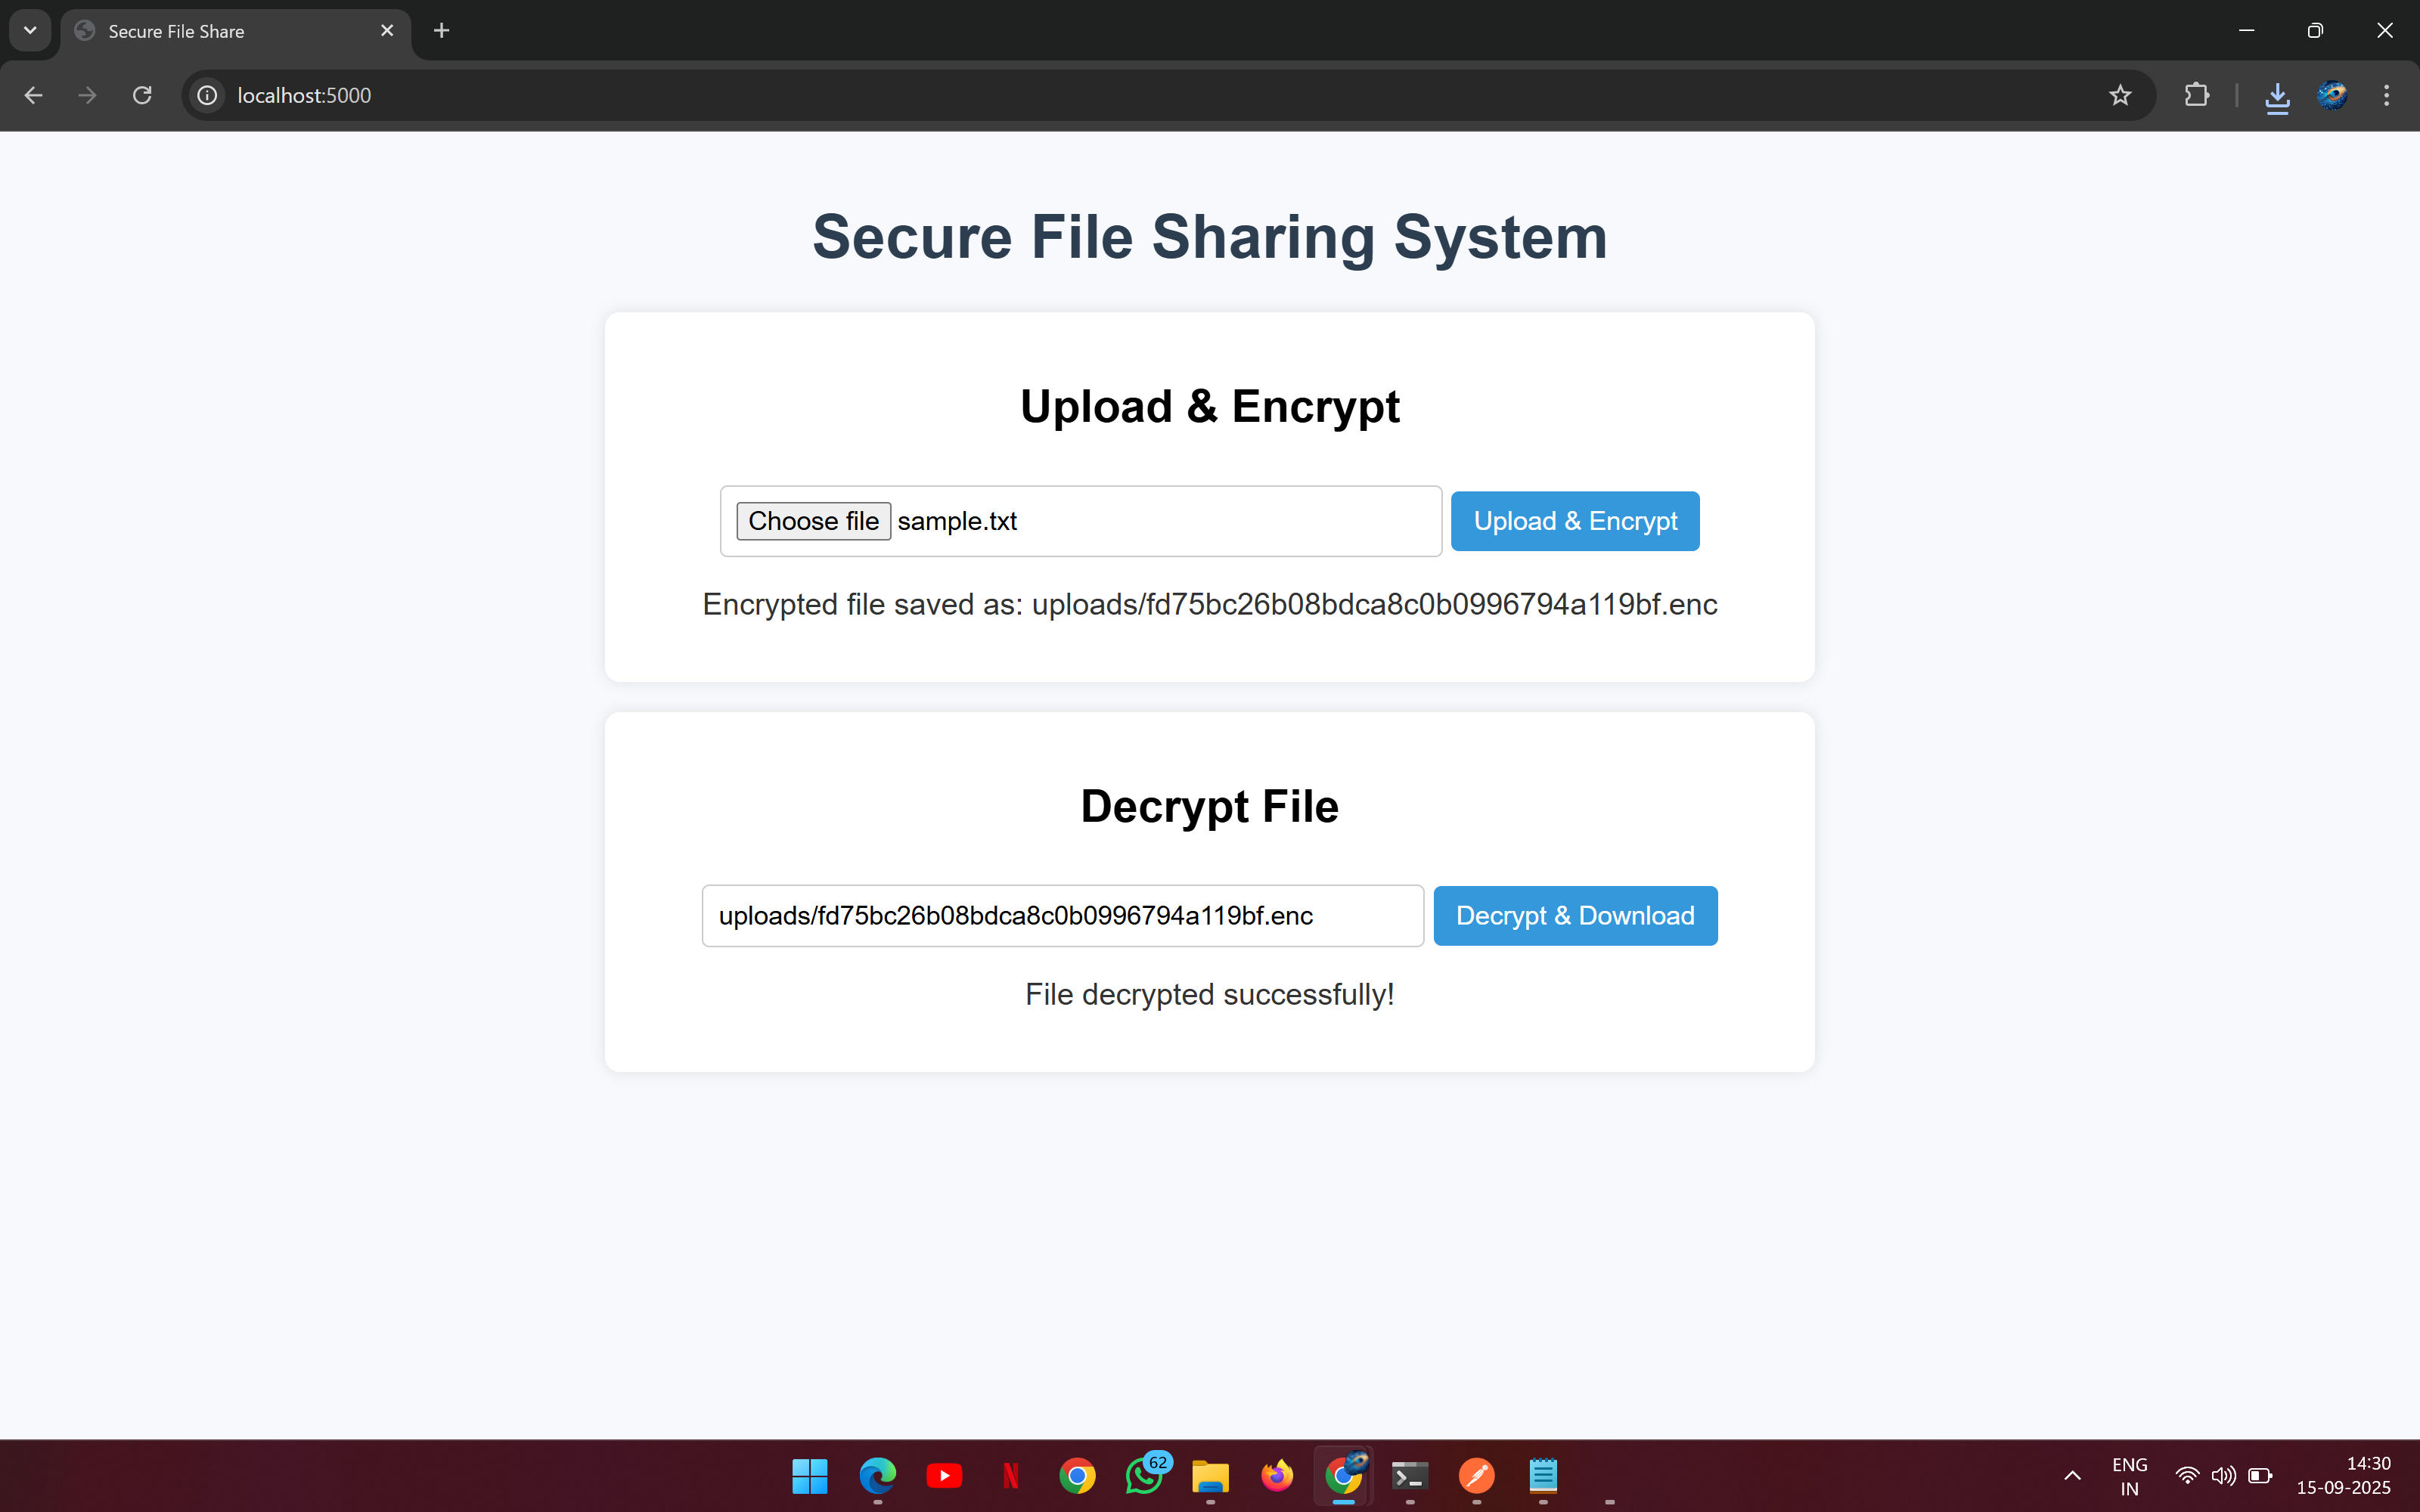 Secure File Share
localhost:5000
Secure File Sharing System
Upload & Encrypt
Choose file sample.txt
Upload & Encrypt
Encrypted file saved as: uploads/fd75bc26b08bdca8c0b0996794a119bf.enc
Decrypt File
uploads/fd75bc26b08bdca8c0b0996794a119bf.enc
Decrypt & Download
File decrypted successfully!
62
ENG
IN
14:30
15-09-2025